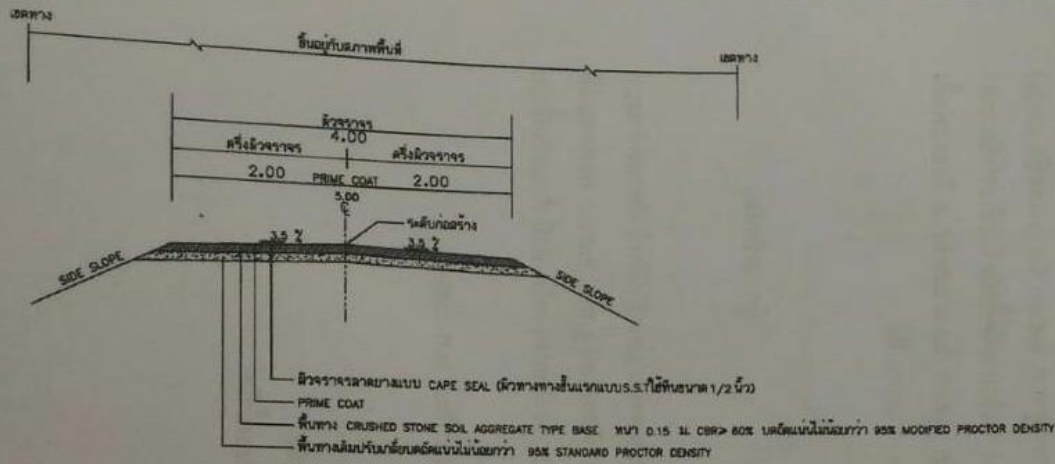 เขตทาง
ขึ้นอยู่กับสภาพพื้นที่
เขตทาง
ผิวจราจร
4.00
ครึ่งผิวจราจร ครึ่งผิวจราจร
2.00 PRIME COAT 2.00
5.00
℄
ระดับก่อสร้าง
3.5 % 3.5 %
SIDE SLOPE SIDE SLOPE
ผิวจราจรลาดยางแบบ CAPE SEAL (ผิวทางทางชั้นแรกแบบS.S.Tใช้หินขนาด 1/2 นิ้ว)
PRIME COAT
พื้นทาง CRUSHED STONE SOIL AGGREGATE TYPE BASE หนา 0.15 ม. CBR> 80% บดอัดแน่นไม่น้อยกว่า 95% MODIFIED PROCTOR DENSITY
พื้นทางเดิมปรับเกลี่ยบดอัดแน่นไม่น้อยกว่า 95% STANDARD PROCTOR DENSITY